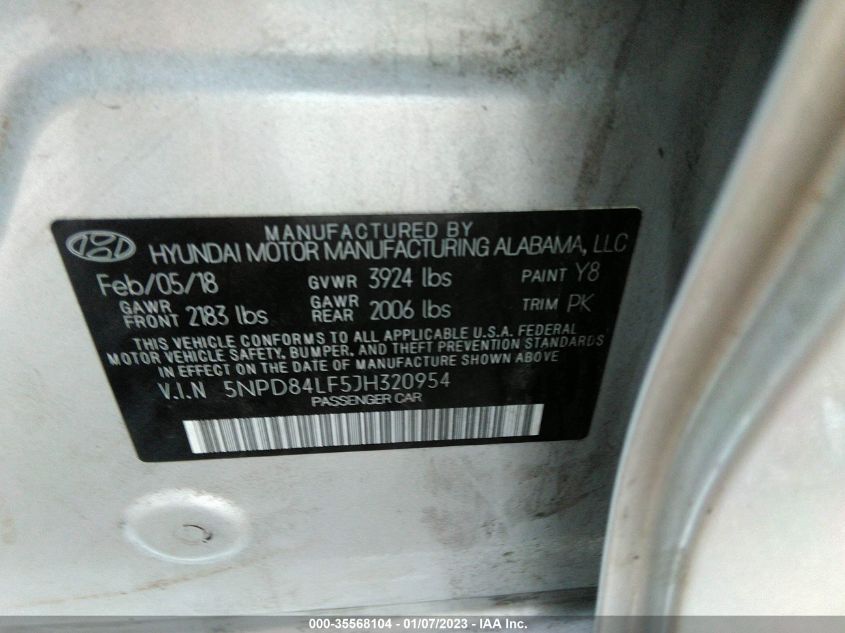 MANUFACTURED BY
HYUNDAI MOTOR MANUFACTURING ALABAMA, LLC
Feb/05/18 GVWR 3924 lbs PAINT Y8
GAWR FRONT 2183 lbs GAWR REAR 2006 lbs TRIM PK
THIS VEHICLE CONFORMS TO ALL APPLICABLE U.S.A. FEDERAL
MOTOR VEHICLE SAFETY, BUMPER, AND THEFT PREVENTION STANDARDS
IN EFFECT ON THE DATE OF MANUFACTURE SHOWN ABOVE
V.I.N 5NPD84LF5JH320954
PASSENGER CAR
000-35568104 - 01/07/2023 - IAA Inc.